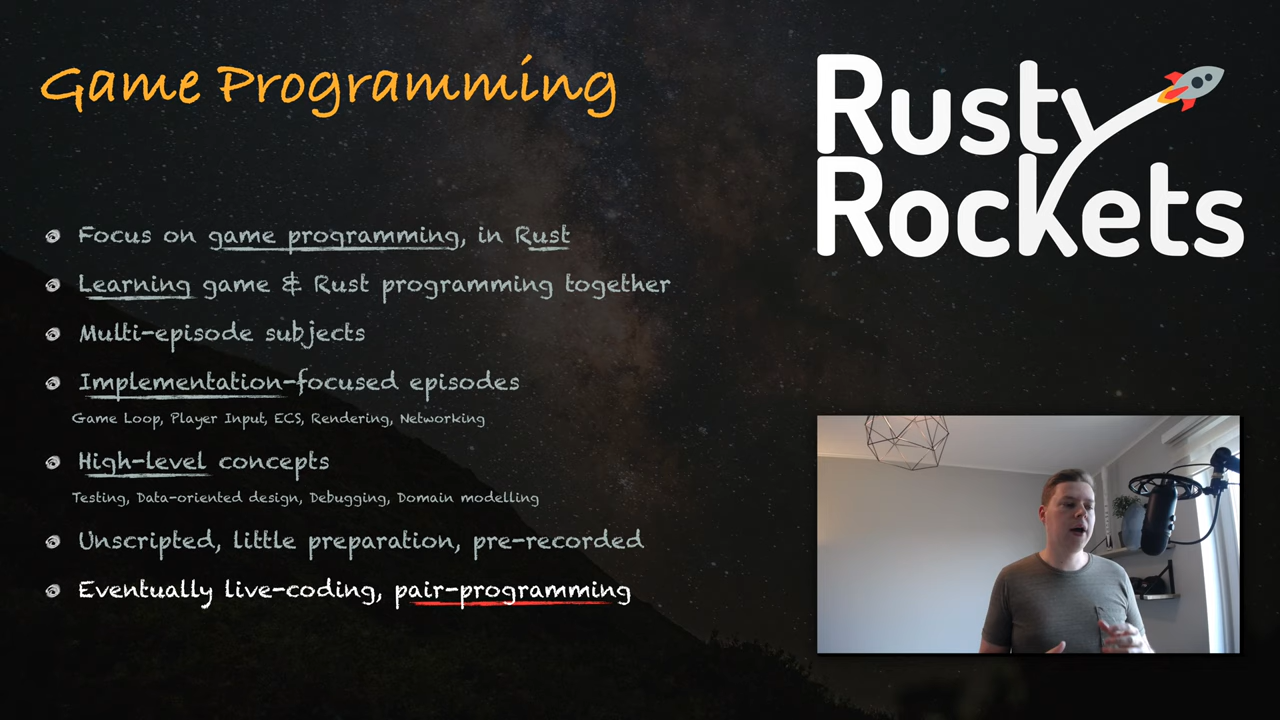 Game Programming
Rusty
Rockets
Focus on game programming, in Rust
Learning game & Rust programming together
Multi-episode subjects
Implementation-focused episodes
Game Loop, Player Input, ECS, Rendering, Networking
High-level concepts
Testing, Data-oriented design, Debugging, Domain modelling
Unscripted, little preparation, pre-recorded
Eventually live-coding, pair-programming